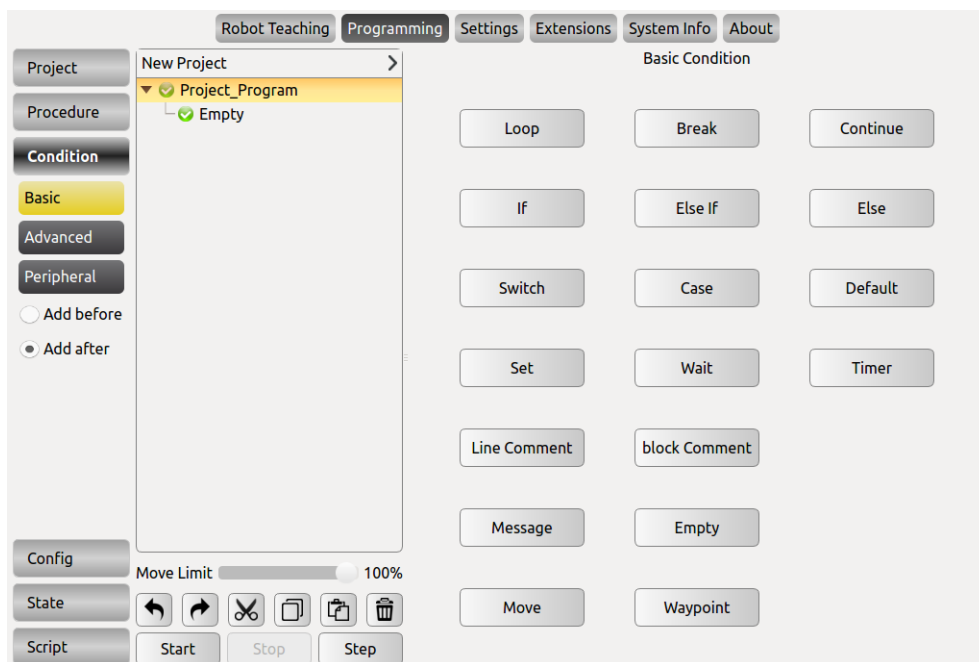 Robot Teaching Programming Settings Extensions System Info About
Project
Procedure
Condition
Basic
Advanced
Peripheral
Add before
Add after
Config
State
Script
New Project
Project_Program
Empty
Move Limit 100%
Start Stop Step
Basic Condition
Loop Break Continue
If Else If Else
Switch Case Default
Set Wait Timer
Line Comment block Comment
Message Empty
Move Waypoint